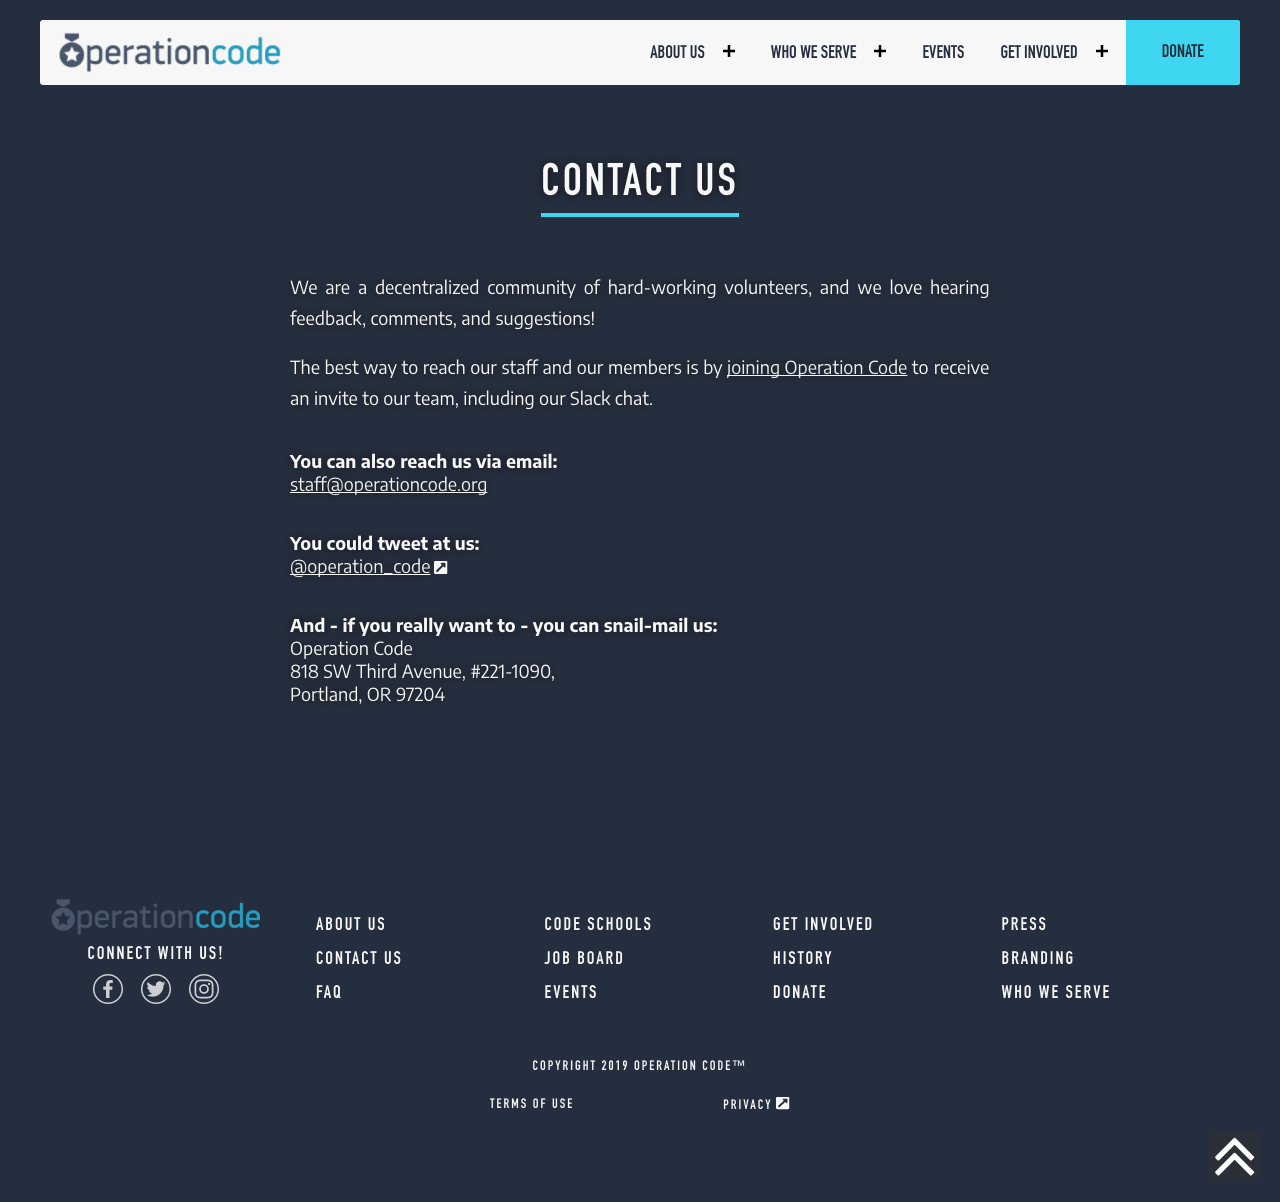 Operationcode
ABOUT US
WHO WE SERVE
EVENTS
GET INVOLVED
DONATE
CONTACT US
We are a decentralized community of hard-working volunteers, and we love hearing
feedback, comments, and suggestions!
The best way to reach our staff and our members is by joining Operation Code to receive
an invite to our team, including our Slack chat.
You can also reach us via email:
staff@operationcode.org
You could tweet at us:
@operation_code
And - if you really want to - you can snail-mail us:
Operation Code
818 SW Third Avenue, #221-1090,
Portland, OR 97204
Operationcode
CONNECT WITH US!
ABOUT US
CONTACT US
FAQ
CODE SCHOOLS
JOB BOARD
EVENTS
GET INVOLVED
HISTORY
DONATE
PRESS
BRANDING
WHO WE SERVE
COPYRIGHT 2019 OPERATION CODE™
TERMS OF USE
PRIVACY